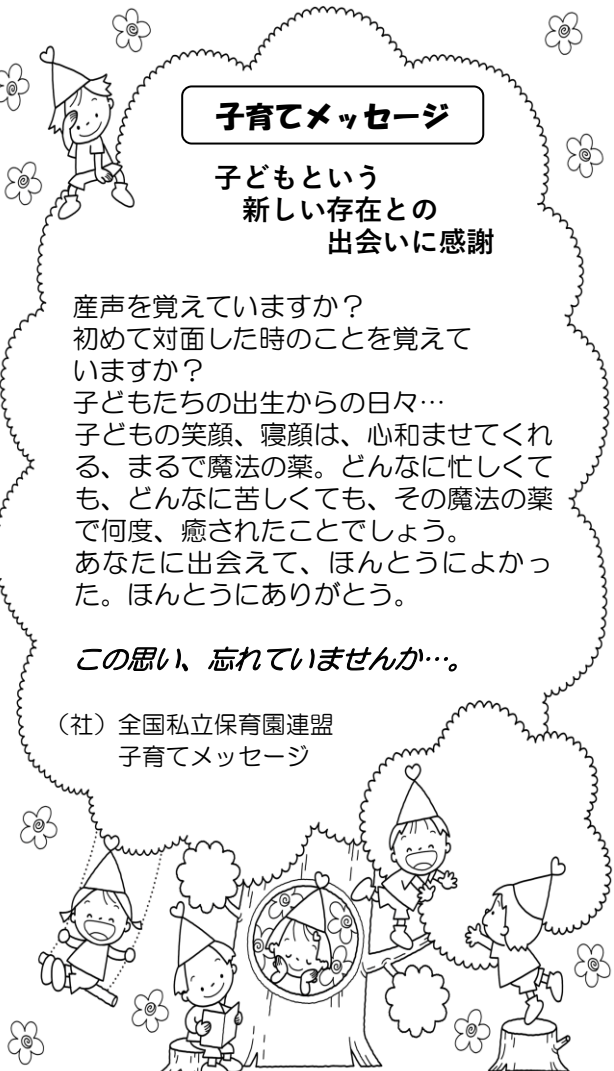 子育てメッセージ
子どもという
新しい存在との
出会いに感謝
産声を覚えていますか？
初めて対面した時のことを覚えて
いますか？
子どもたちの出生からの日々…
子どもの笑顔、寝顔は、心和ませてくれ
る、まるで魔法の薬。どんなに忙しくて
も、どんなに苦しくても、その魔法の薬
で何度、癒されたことでしょう。
あなたに出会えて、ほんとうによかっ
た。ほんとうにありがとう。
この思い、忘れていませんか…。
（社）全国私立保育園連盟
子育てメッセージ